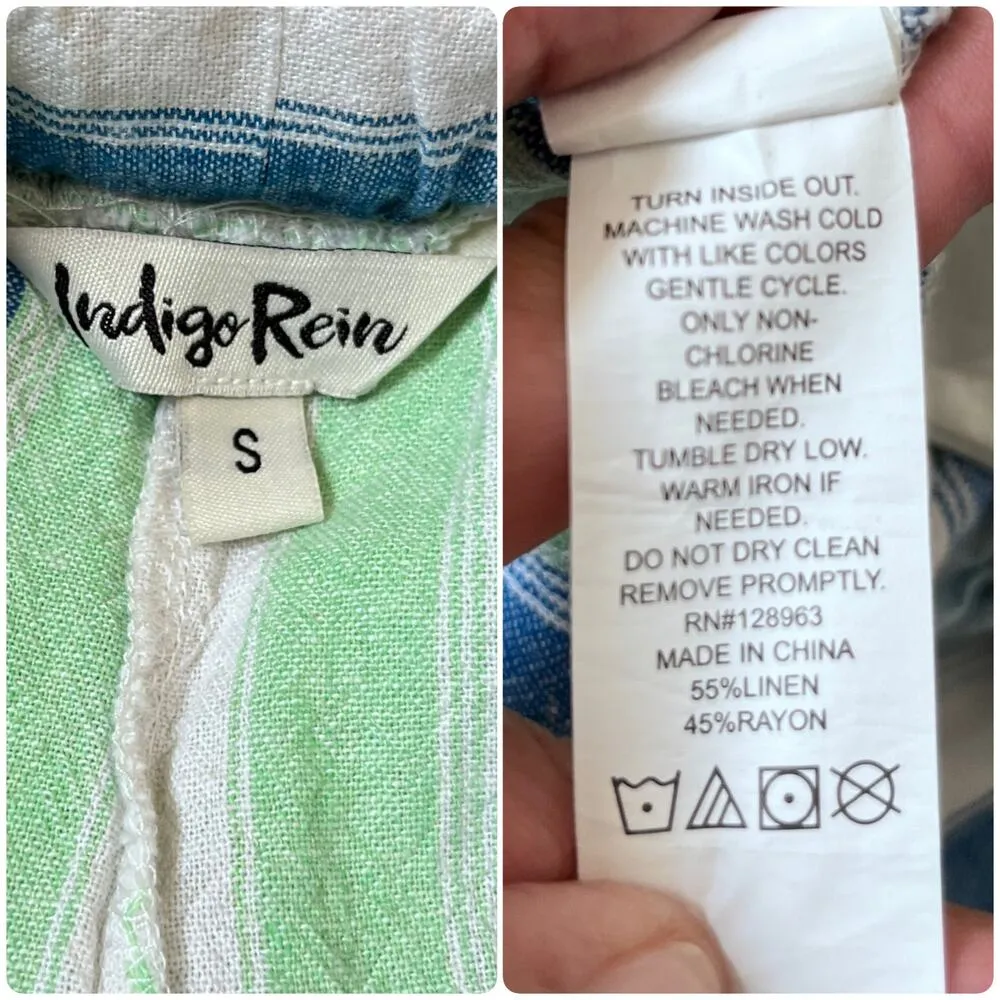 Indigo Rein
S
TURN INSIDE OUT.
MACHINE WASH COLD
WITH LIKE COLORS
GENTLE CYCLE.
ONLY NON-
CHLORINE
BLEACH WHEN
NEEDED.
TUMBLE DRY LOW.
WARM IRON IF
NEEDED.
DO NOT DRY CLEAN
REMOVE PROMPTLY.
RN#128963
MADE IN CHINA
55%LINEN
45%RAYON